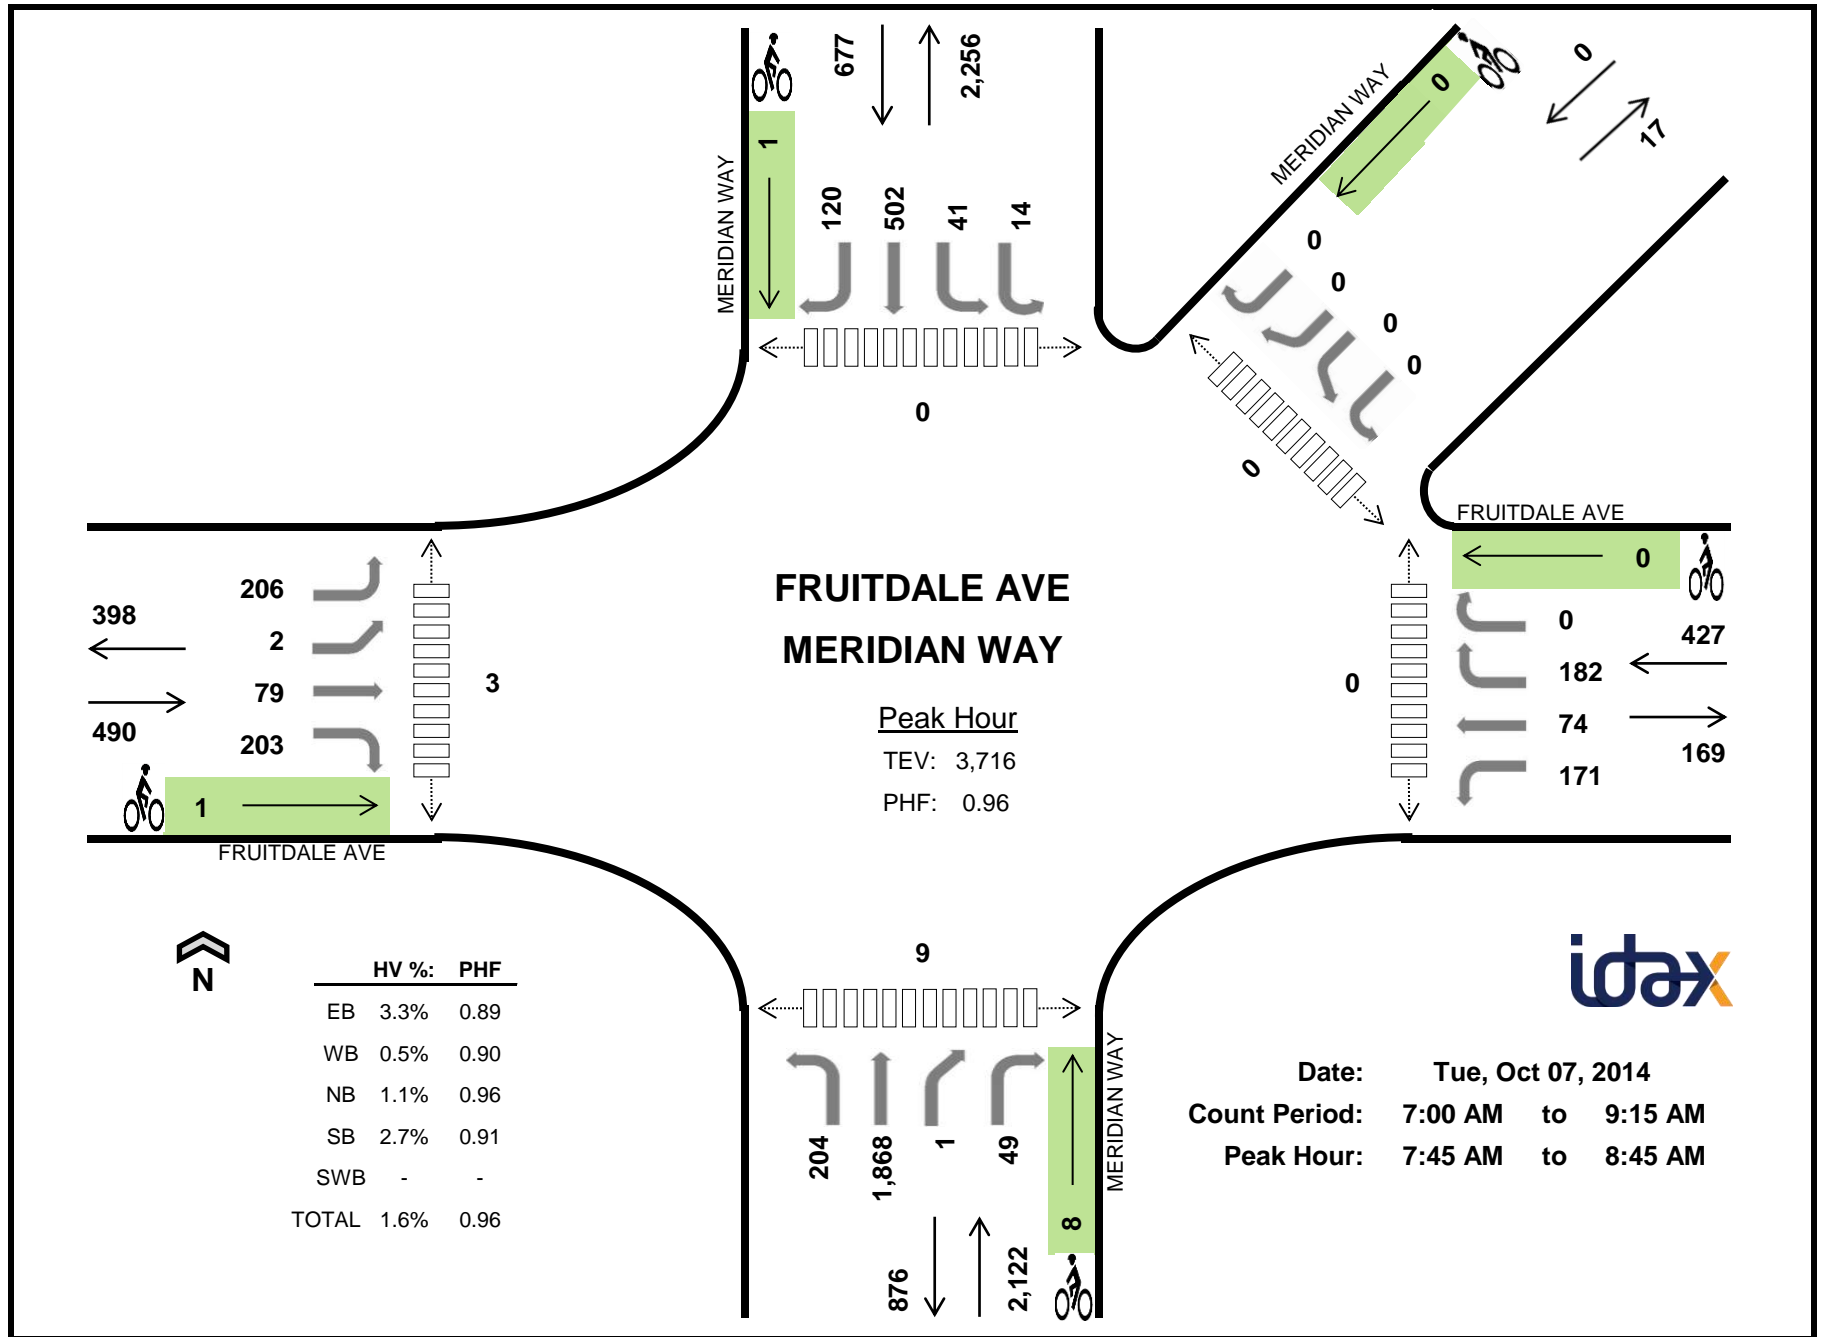 677
2,256
0
17
MERIDIAN WAY
0
1
MERIDIAN WAY
120
502
41
14
0
0
0
0
0
0
FRUITDALE AVE
0
206
2
79
203
398
490
3
FRUITDALE AVE
MERIDIAN WAY
Peak Hour
TEV: 3,716
PHF: 0.96
0
0
182
74
171
427
169
1
FRUITDALE AVE
N
HV %: PHF
EB 3.3% 0.89
WB 0.5% 0.90
NB 1.1% 0.96
SB 2.7% 0.91
SWB - -
TOTAL 1.6% 0.96
9
204
1,868
1
49
8
MERIDIAN WAY
876
2,122
idax
Date: Tue, Oct 07, 2014
Count Period: 7:00 AM to 9:15 AM
Peak Hour: 7:45 AM to 8:45 AM